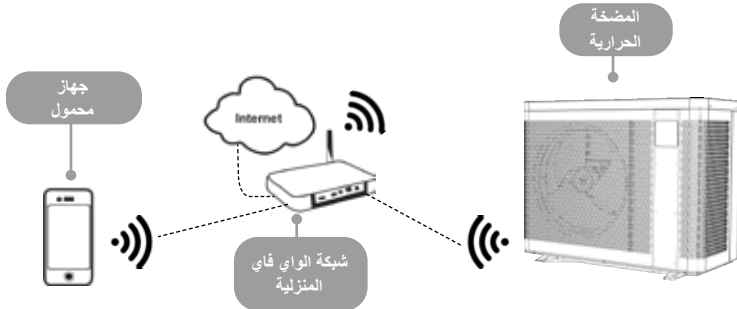 المضخة
الحرارية
جهاز
محمول
Internet
شبكة الواي فاي
المنزلية